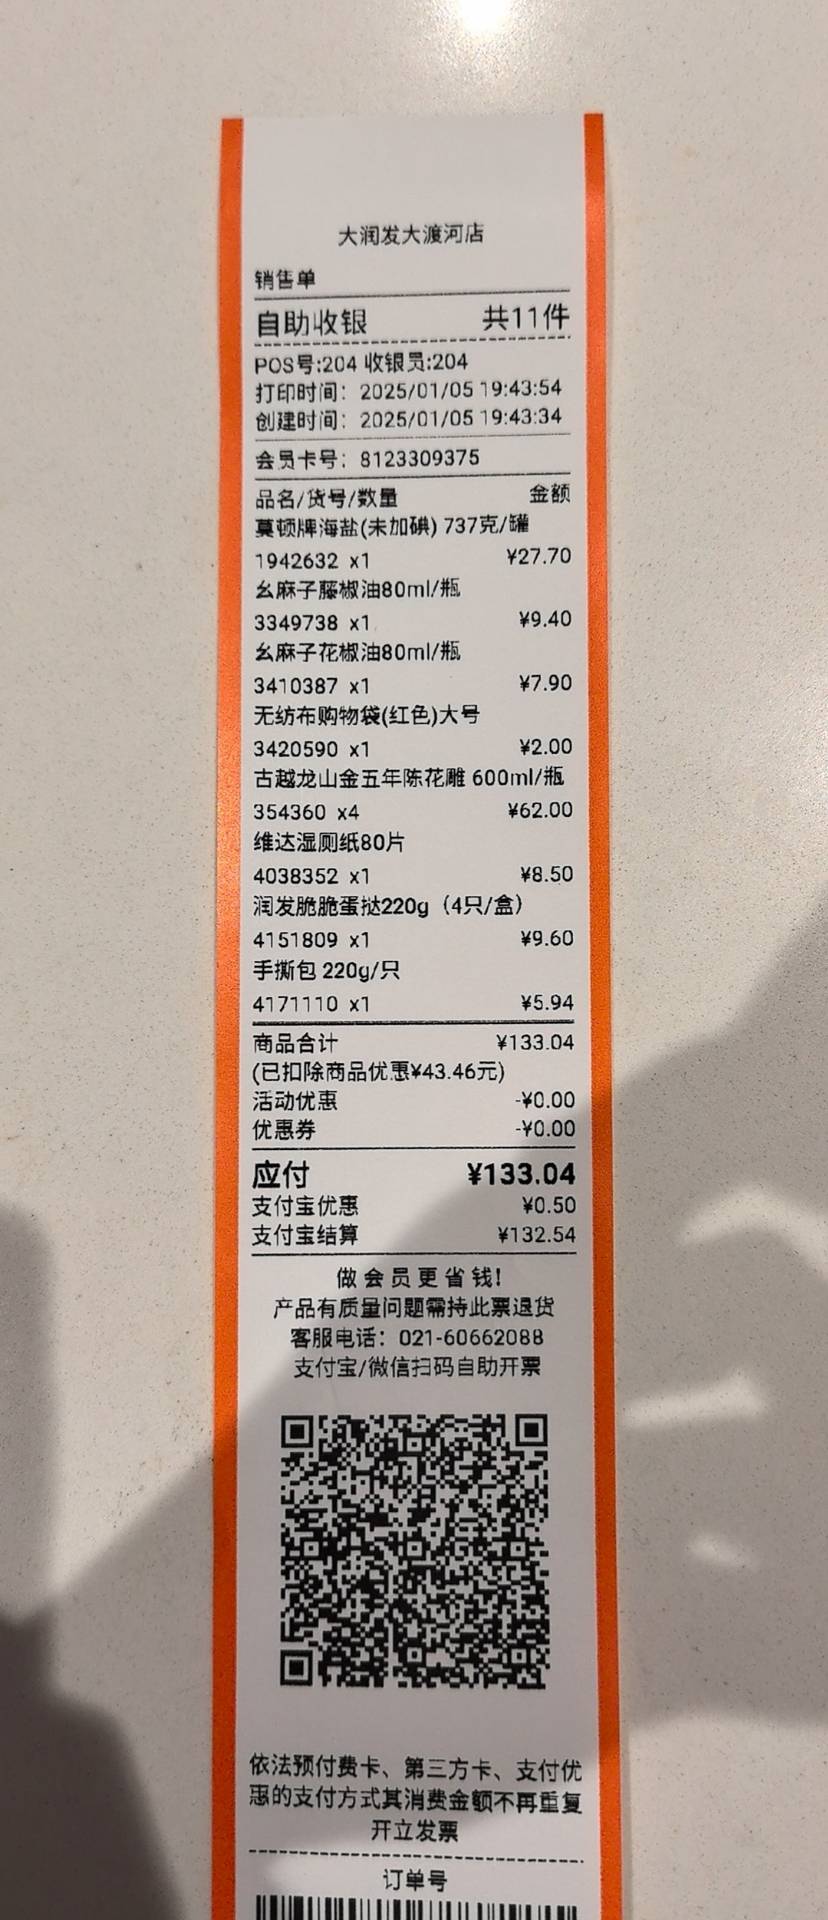 大润发大渡河店
销售单
自助收银 共11件
POS号:204 收银员:204
打印时间：2025/01/05 19:43:54
创建时间：2025/01/05 19:43:34
会员卡号：8123309375
品名/货号/数量 金额
莫顿牌海盐(未加碘) 737克/罐
1942632 x1 ¥27.70
幺麻子藤椒油80ml/瓶
3349738 x1 ¥9.40
幺麻子花椒油80ml/瓶
3410387 x1 ¥7.90
无纺布购物袋(红色)大号
3420590 x1 ¥2.00
古越龙山金五年陈花雕 600ml/瓶
354360 x4 ¥62.00
维达湿厕纸80片
4038352 x1 ¥8.50
润发脆脆蛋挞220g（4只/盒）
4151809 x1 ¥9.60
手撕包 220g/只
4171110 x1 ¥5.94
商品合计 ¥133.04
(已扣除商品优惠¥43.46元)
活动优惠 -¥0.00
优惠券 -¥0.00
应付 ¥133.04
支付宝优惠 ¥0.50
支付宝结算 ¥132.54
做会员更省钱!
产品有质量问题需持此票退货
客服电话：021-60662088
支付宝/微信扫码自助开票
依法预付费卡、第三方卡、支付优
惠的支付方式其消费金额不再重复
开立发票
订单号